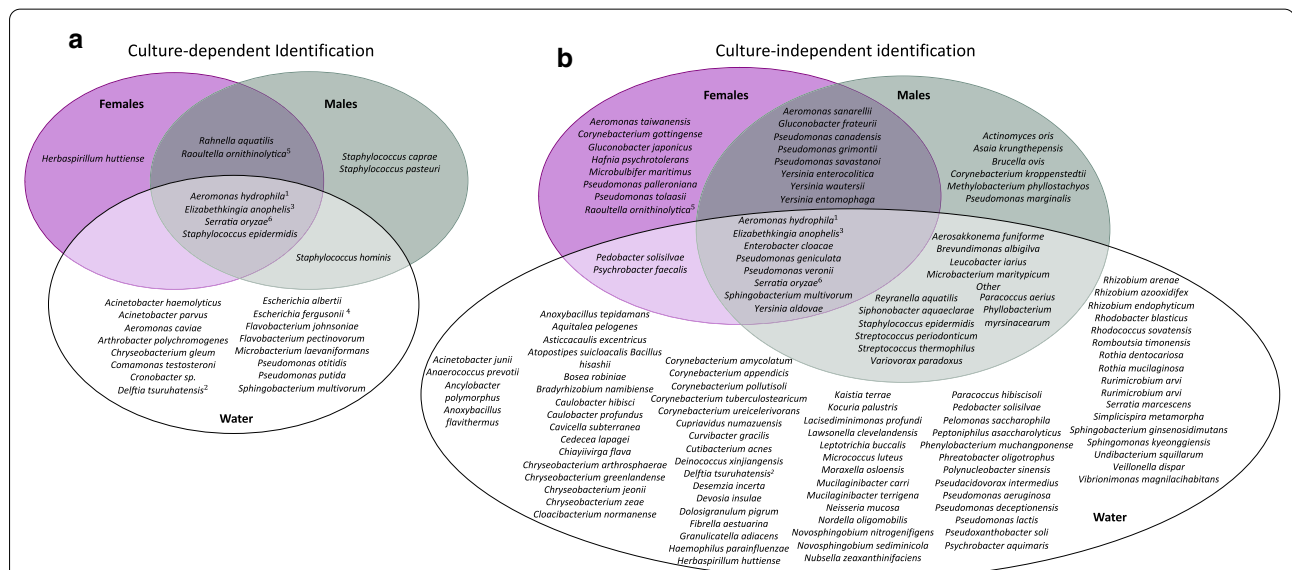 a
Culture-dependent Identification
Females
Males
Herbaspirillum huttiense
Rahnella aquatilis
Raoultella ornithinolytica5
Staphylococcus caprae
Staphylococcus pasteuri
Aeromonas hydrophila1
Elizabethkingia anophelis3
Serratia oryzae6
Staphylococcus epidermidis
Staphylococcus hominis
Acinetobacter haemolyticus
Acinetobacter parvus
Aeromonas caviae
Arthrobacter polychromogenes
Chryseobacterium gleum
Comamonas testosteroni
Cronobacter sp.
Delftia tsuruhatensis2
Escherichia albertii
Escherichia fergusonii 4
Flavobacterium johnsoniae
Flavobacterium pectinovorum
Microbacterium laevaniformans
Pseudomonas otitidis
Pseudomonas putida
Sphingobacterium multivorum
Water
b
Culture-independent identification
Females
Males
Aeromonas taiwanensis
Corynebacterium gottingense
Gluconobacter japonicus
Hafnia psychrotolerans
Microbulbifer maritimus
Pseudomonas palleroniana
Pseudomonas tolaasii
Raoultella ornithinolytica5
Aeromonas sanarellii
Gluconobacter frateurii
Pseudomonas canadensis
Pseudomonas grimontii
Pseudomonas savastanoi
Yersinia enterocolitica
Yersinia wautersii
Yersinia entomophaga
Actinomyces oris
Asaia krungthepensis
Brucella ovis
Corynebacterium kroppenstedtii
Methylobacterium phyllostachyos
Pseudomonas marginalis
Pedobacter solisilvae
Psychrobacter faecalis
Aeromonas hydrophila1
Elizabethkingia anophelis3
Enterobacter cloacae
Pseudomonas geniculata
Pseudomonas veronii
Serratia oryzae6
Sphingobacterium multivorum
Yersinia aldovae
Aerosakkonema funiforme
Brevundimonas albigilva
Leucobacter iarius
Microbacterium maritypicum
Other
Reyranella aquatilis
Siphonobacter aquaeclarae
Staphylococcus epidermidis
Streptococcus periodonticum
Streptococcus thermophilus
Variovorax paradoxus
Paracoccus aerius
Phyllobacterium
myrsinacearum
Acinetobacter junii
Anaerococcus prevotii
Ancylobacter
polymorphus
Anoxybacillus
flavithermus
Anoxybacillus tepidamans
Aquitalea pelogenes
Asticcacaulis excentricus
Atopostipes suicloacalis Bacillus
hisashii
Bosea robiniae
Bradyrhizobium namibiense
Caulobacter hibisci
Caulobacter profundus
Cavicella subterranea
Cedecea lapagei
Chiayiivirga flava
Chryseobacterium arthrosphaerae
Chryseobacterium greenlandense
Chryseobacterium jeonii
Chryseobacterium zeae
Cloacibacterium normanense
Corynebacterium amycolatum
Corynebacterium appendicis
Corynebacterium pollutisoli
Corynebacterium tuberculostearicum
Corynebacterium ureicelerivorans
Cupriavidus numazuensis
Curvibacter gracilis
Cutibacterium acnes
Deinococcus xinjiangensis
Delftia tsuruhatensis2
Desemzia incerta
Devosia insulae
Dolosigranulum pigrum
Fibrella aestuarina
Granulicatella adiacens
Haemophilus parainfluenzae
Herbaspirillum huttiense
Kaistia terrae
Kocuria palustris
Lacisediminimonas profundi
Lawsonella clevelandensis
Leptotrichia buccalis
Micrococcus luteus
Moraxella osloensis
Mucilaginibacter carri
Mucilaginibacter terrigena
Neisseria mucosa
Nordella oligomobilis
Novosphingobium nitrogenifigens
Novosphingobium sediminicola
Nubsella zeaxanthinifaciens
Paracoccus hibiscisoli
Pedobacter solisilvae
Pelomonas saccharophila
Peptoniphilus asaccharolyticus
Phenylobacterium muchangponense
Phreatobacter oligotrophus
Polynucleobacter sinensis
Pseudacidovorax intermedius
Pseudomonas aeruginosa
Pseudomonas deceptionensis
Pseudomonas lactis
Pseudoxanthobacter soli
Psychrobacter aquimaris
Rhizobium arenae
Rhizobium azooxidifex
Rhizobium endophyticum
Rhodobacter blasticus
Rhodococcus sovatensis
Romboutsia timonensis
Rothia dentocariosa
Rothia mucilaginosa
Rurimicrobium arvi
Rurimicrobium arvi
Serratia marcescens
Simplicispira metamorpha
Sphingobacterium ginsenosidimutans
Sphingomonas kyeonggiensis
Undibacterium squillarum
Veillonella dispar
Vibrionimonas magnilacihabitans
Water